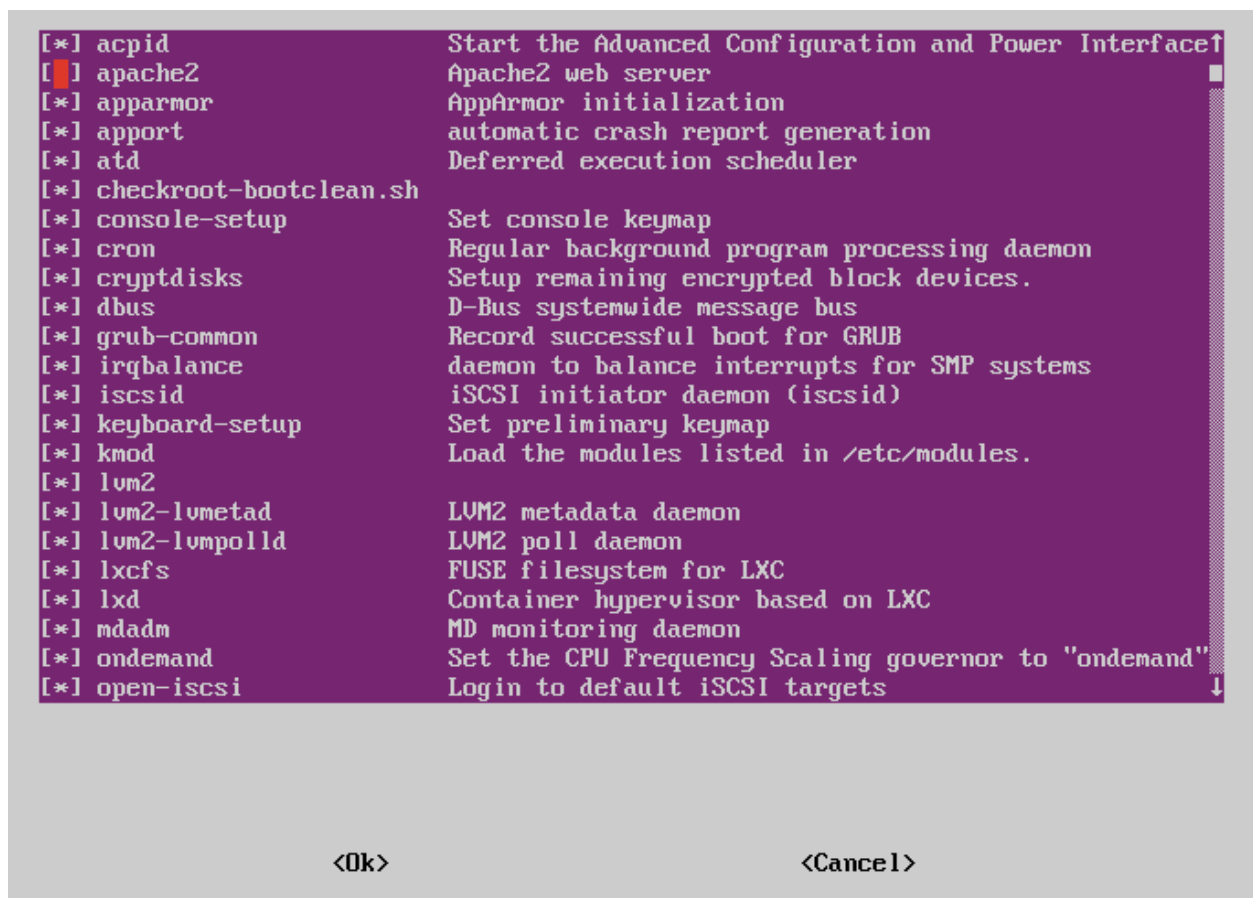 [*] acpid Start the Advanced Configuration and Power Interface↑
[ ] apache2 Apache2 web server
[*] apparmor AppArmor initialization
[*] apport automatic crash report generation
[*] atd Deferred execution scheduler
[*] checkroot-bootclean.sh
[*] console-setup Set console keymap
[*] cron Regular background program processing daemon
[*] cryptdisks Setup remaining encrypted block devices.
[*] dbus D-Bus systemwide message bus
[*] grub-common Record successful boot for GRUB
[*] irqbalance daemon to balance interrupts for SMP systems
[*] iscsid iSCSI initiator daemon (iscsid)
[*] keyboard-setup Set preliminary keymap
[*] kmod Load the modules listed in /etc/modules.
[*] lvm2
[*] lvm2-lvmetad LVM2 metadata daemon
[*] lvm2-lvmpolld LVM2 poll daemon
[*] lxcfs FUSE filesystem for LXC
[*] lxd Container hypervisor based on LXC
[*] mdadm MD monitoring daemon
[*] ondemand Set the CPU Frequency Scaling governor to "ondemand"
[*] open-iscsi Login to default iSCSI targets ↓
<Ok> <Cancel>